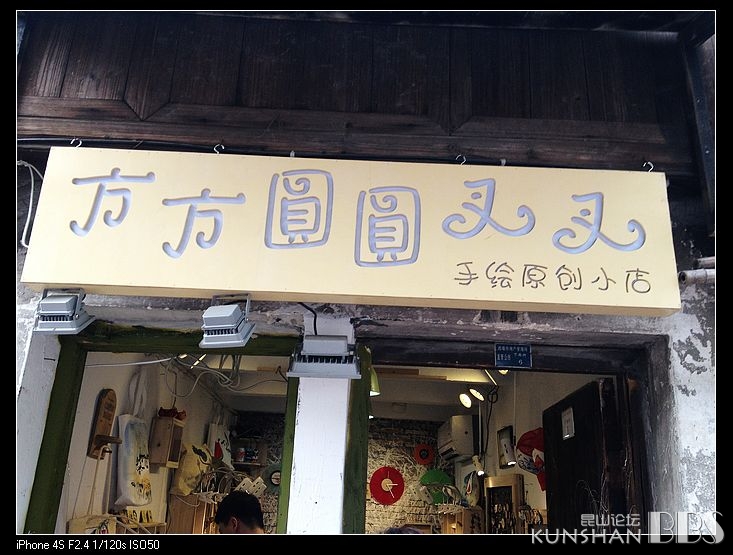 方方圓圓叉叉
手绘原创小店
昆山论坛
KUNSHAN BBS
iPhone 4S F2.4 1/120s ISO50